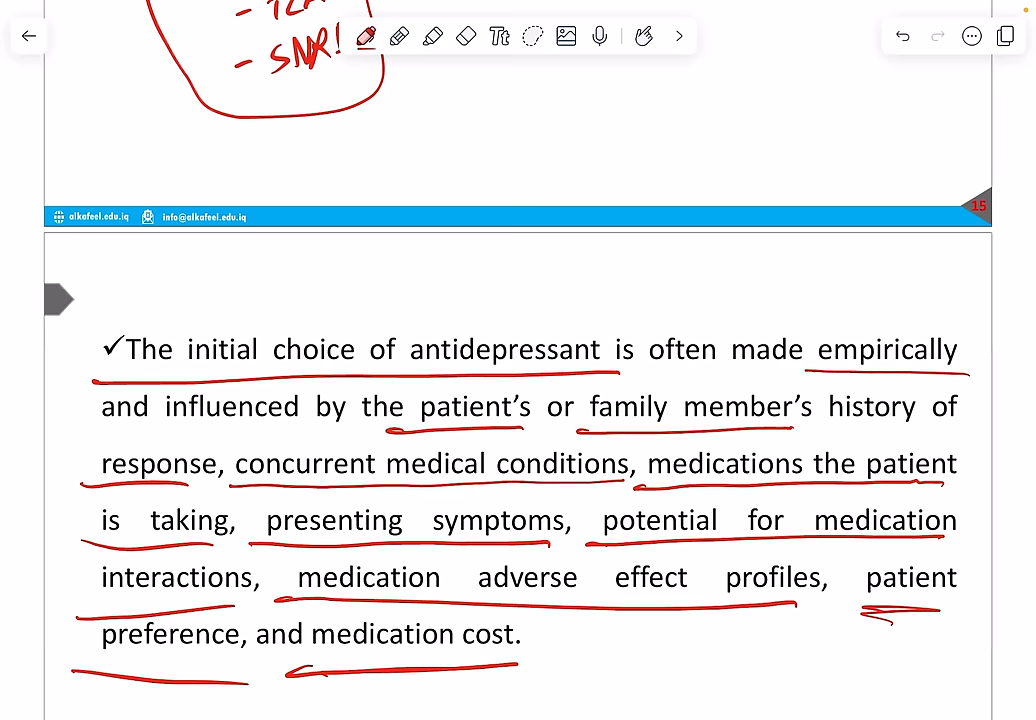 - SNRI
alkafeel.edu.iq info@alkafeel.edu.iq 15
✓The initial choice of antidepressant is often made empirically
and influenced by the patient’s or family member’s history of
response, concurrent medical conditions, medications the patient
is taking, presenting symptoms, potential for medication
interactions, medication adverse effect profiles, patient
preference, and medication cost.